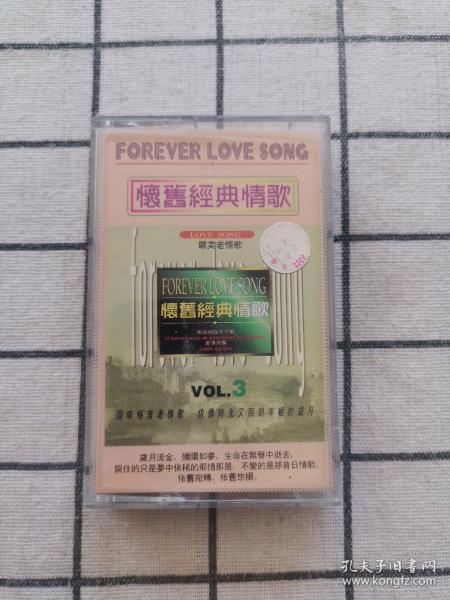 FOREVER LOVE SONG
懷舊經典情歌
LOVE SONG
歐美老情歌
forever
FOREVER LOVE SONG
懷舊經典情歌
VOL.3
回味每首老情歌 彷彿時光又回到年輕的歲月
歲月流金，殘陽如夢，生命在無聲中逝去，
留住的只是夢中依稀的那情那景，不變的是那昔日情歌，
依舊宛轉，依舊悠揚。
孔夫子旧书网
www.kongfz.com